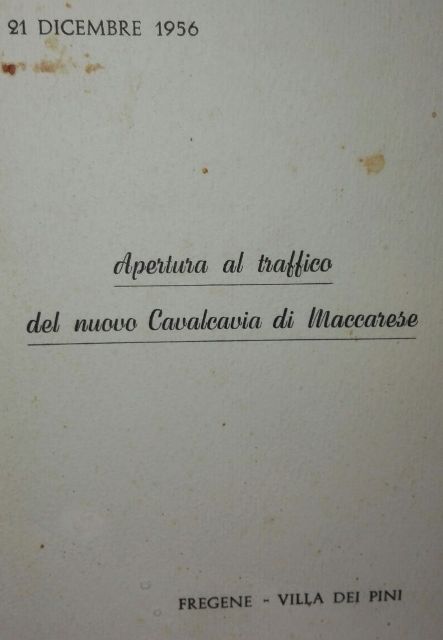 21 DICEMBRE 1956
Apertura al traffico
del nuovo Cavalcavia di Maccarese
FREGENE - VILLA DEI PINI